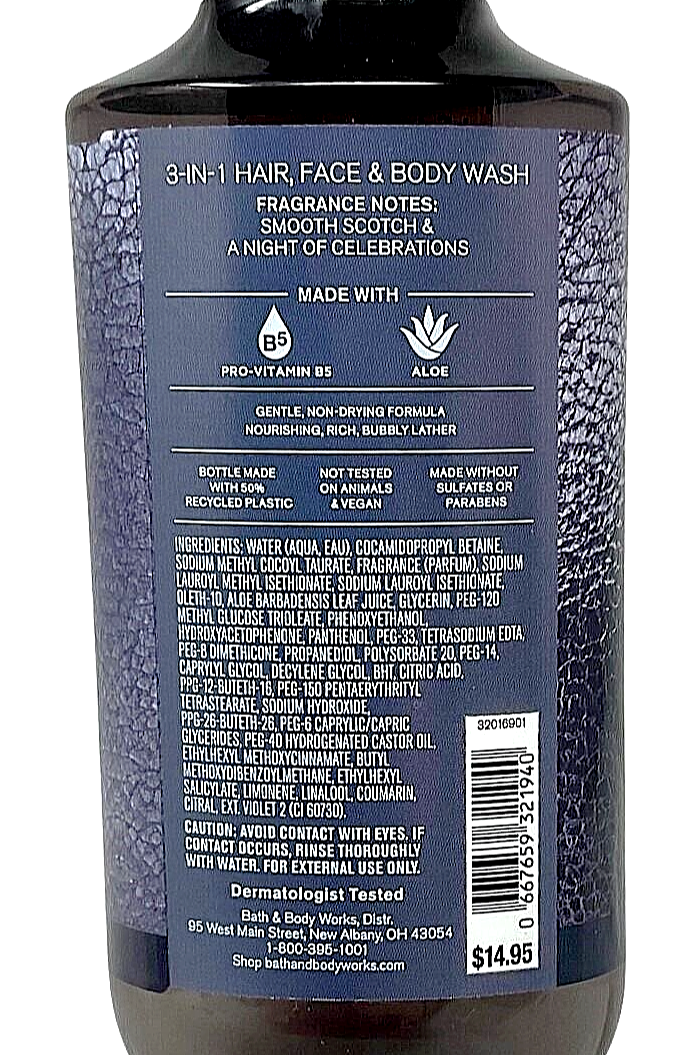 3-IN-1 HAIR, FACE & BODY WASH
FRAGRANCE NOTES:
SMOOTH SCOTCH &
A NIGHT OF CELEBRATIONS
MADE WITH
B5
PRO-VITAMIN B5
ALOE
GENTLE, NON-DRYING FORMULA
NOURISHING, RICH, BUBBLY LATHER
BOTTLE MADE
WITH 50%
RECYCLED PLASTIC
NOT TESTED
ON ANIMALS
& VEGAN
MADE WITHOUT
SULFATES OR
PARABENS
INGREDIENTS: WATER (AQUA, EAU), COCAMIDOPROPYL BETAINE,
SODIUM METHYL COCOYL TAURATE, FRAGRANCE (PARFUM), SODIUM
LAUROYL METHYL ISETHIONATE, SODIUM LAUROYL ISETHIONATE,
OLETH-10, ALOE BARBADENSIS LEAF JUICE, GLYCERIN, PEG-120
METHYL GLUCOSE TRIOLEATE, PHENOXYETHANOL,
HYDROXYACETOPHENONE, PANTHENOL, PEG-33, TETRASODIUM EDTA,
PEG-8 DIMETHICONE, PROPANEDIOL, POLYSORBATE 20, PEG-14,
CAPRYLYL GLYCOL, DECYLENE GLYCOL, BHT, CITRIC ACID,
PPG-12-BUTETH-16, PEG-150 PENTAERYTHRITYL
TETRASTEARATE, SODIUM HYDROXIDE,
PPG-26-BUTETH-26, PEG-6 CAPRYLIC/CAPRIC
GLYCERIDES, PEG-40 HYDROGENATED CASTOR OIL,
ETHYLHEXYL METHOXYCINNAMATE, BUTYL
METHOXYDIBENZOYLMETHANE, ETHYLHEXYL
SALICYLATE, LIMONENE, LINALOOL, COUMARIN,
CITRAL, EXT. VIOLET 2 (CI 60730).
CAUTION: AVOID CONTACT WITH EYES. IF
CONTACT OCCURS, RINSE THOROUGHLY
WITH WATER. FOR EXTERNAL USE ONLY.
Dermatologist Tested
Bath & Body Works, Distr.
95 West Main Street, New Albany, OH 43054
1-800-395-1001
Shop bathandbodyworks.com
32016901
0 667659 321940
$14.95